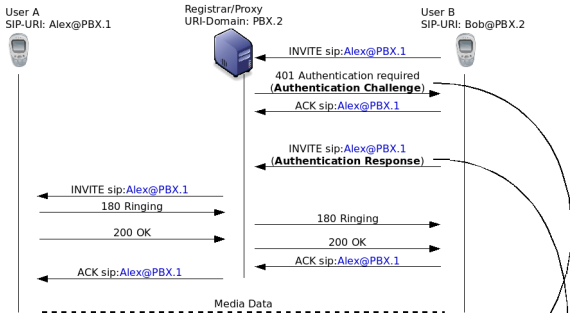 User A
SIP-URI: Alex@PBX.1
Registrar/Proxy
URI-Domain: PBX.2
User B
SIP-URI: Bob@PBX.2
INVITE sip:Alex@PBX.1
401 Authentication required
(Authentication Challenge)
ACK sip:Alex@PBX.1
INVITE sip:Alex@PBX.1
(Authentication Response)
INVITE sip:Alex@PBX.1
180 Ringing
180 Ringing
200 OK
200 OK
ACK sip:Alex@PBX.1
ACK sip:Alex@PBX.1
Media Data